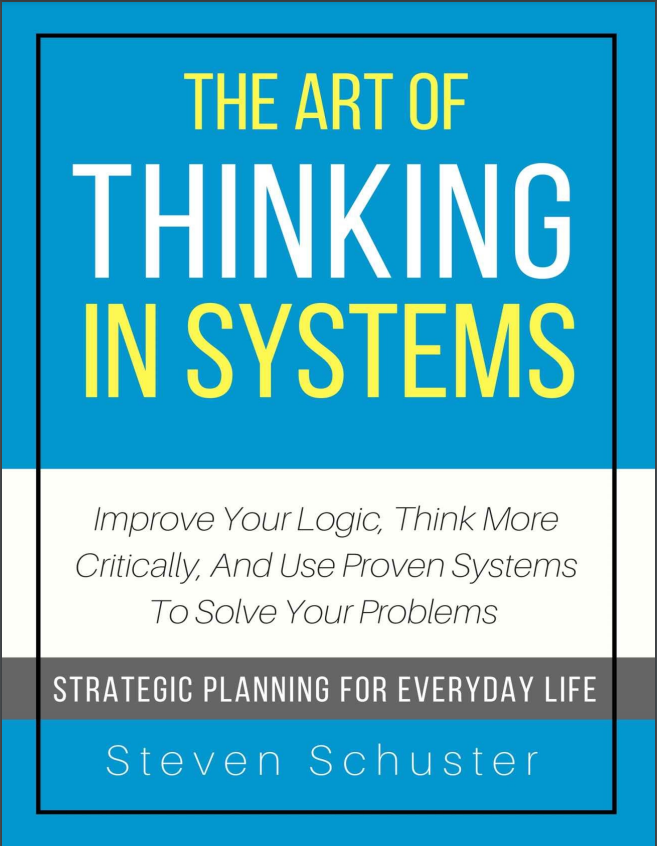 THE ART OF
THINKING
IN SYSTEMS
Improve Your Logic, Think More
Critically, And Use Proven Systems
To Solve Your Problems
STRATEGIC PLANNING FOR EVERYDAY LIFE
Steven Schuster